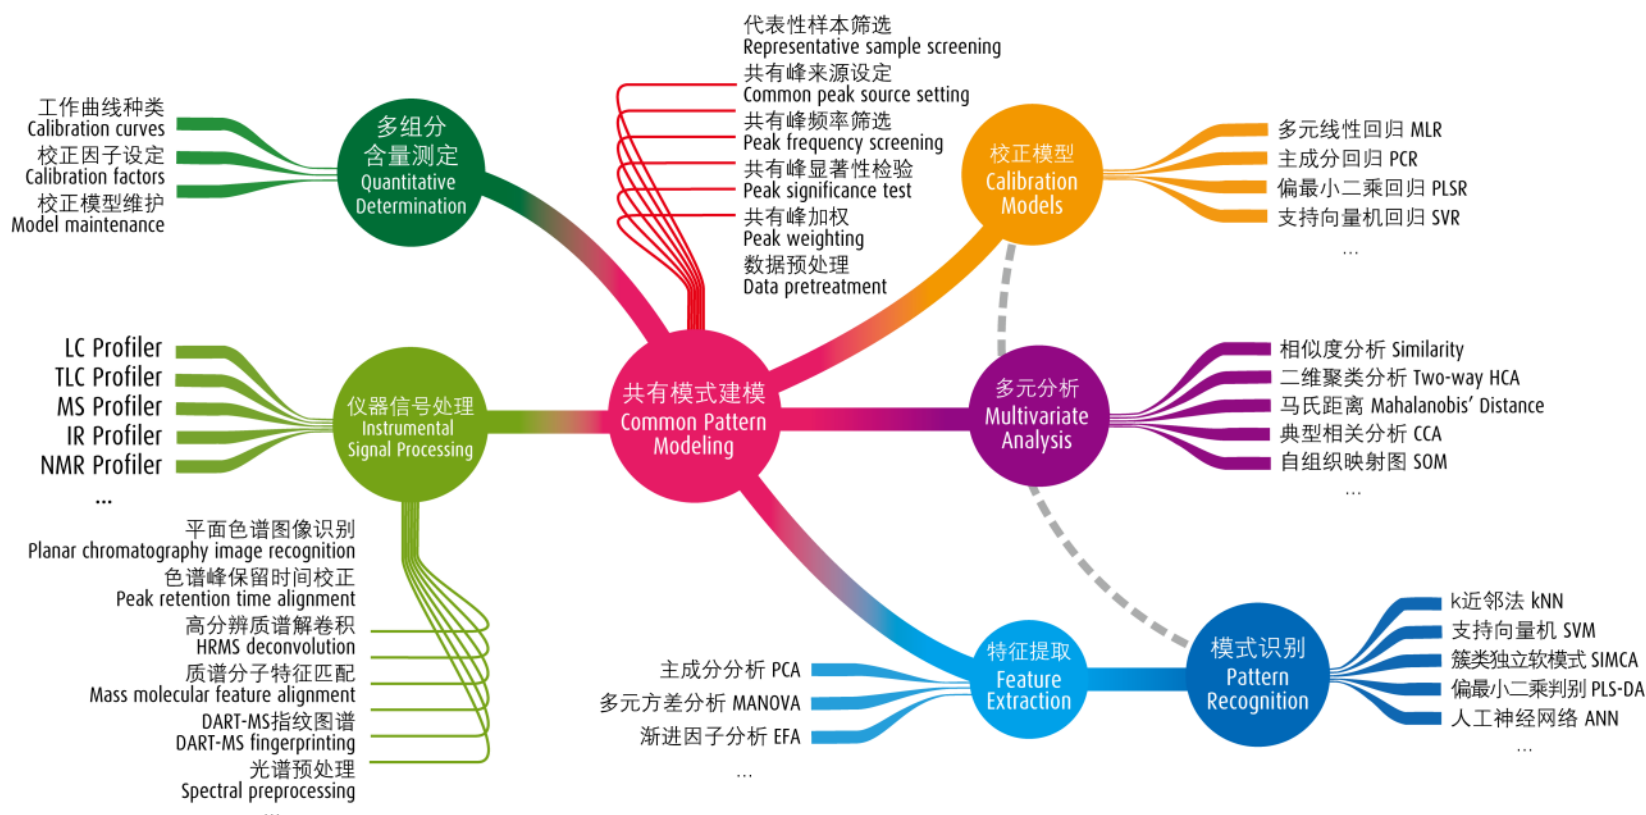 工作曲线种类
Calibration curves
校正因子设定
Calibration factors
校正模型维护
Model maintenance
多组分
含量测定
Quantitative
Determination
代表性样本筛选
Representative sample screening
共有峰来源设定
Common peak source setting
共有峰频率筛选
Peak frequency screening
共有峰显著性检验
Peak significance test
共有峰加权
Peak weighting
数据预处理
Data pretreatment
校正模型
Calibration
Models
多元线性回归 MLR
主成分回归 PCR
偏最小二乘回归 PLSR
支持向量机回归 SVR
...
LC Profiler
TLC Profiler
MS Profiler
IR Profiler
NMR Profiler
...
仪器信号处理
Instrumental
Signal Processing
共有模式建模
Common Pattern
Modeling
多元分析
Multivariate
Analysis
相似度分析 Similarity
二维聚类分析 Two-way HCA
马氏距离 Mahalanobis' Distance
典型相关分析 CCA
自组织映射图 SOM
...
平面色谱图像识别
Planar chromatography image recognition
色谱峰保留时间校正
Peak retention time alignment
高分辨质谱解卷积
HRMS deconvolution
质谱分子特征匹配
Mass molecular feature alignment
DART-MS指纹图谱
DART-MS fingerprinting
光谱预处理
Spectral preprocessing
...
主成分分析 PCA
多元方差分析 MANOVA
渐进因子分析 EFA
...
特征提取
Feature
Extraction
模式识别
Pattern
Recognition
k近邻法 kNN
支持向量机 SVM
簇类独立软模式 SIMCA
偏最小二乘判别 PLS-DA
人工神经网络 ANN
...